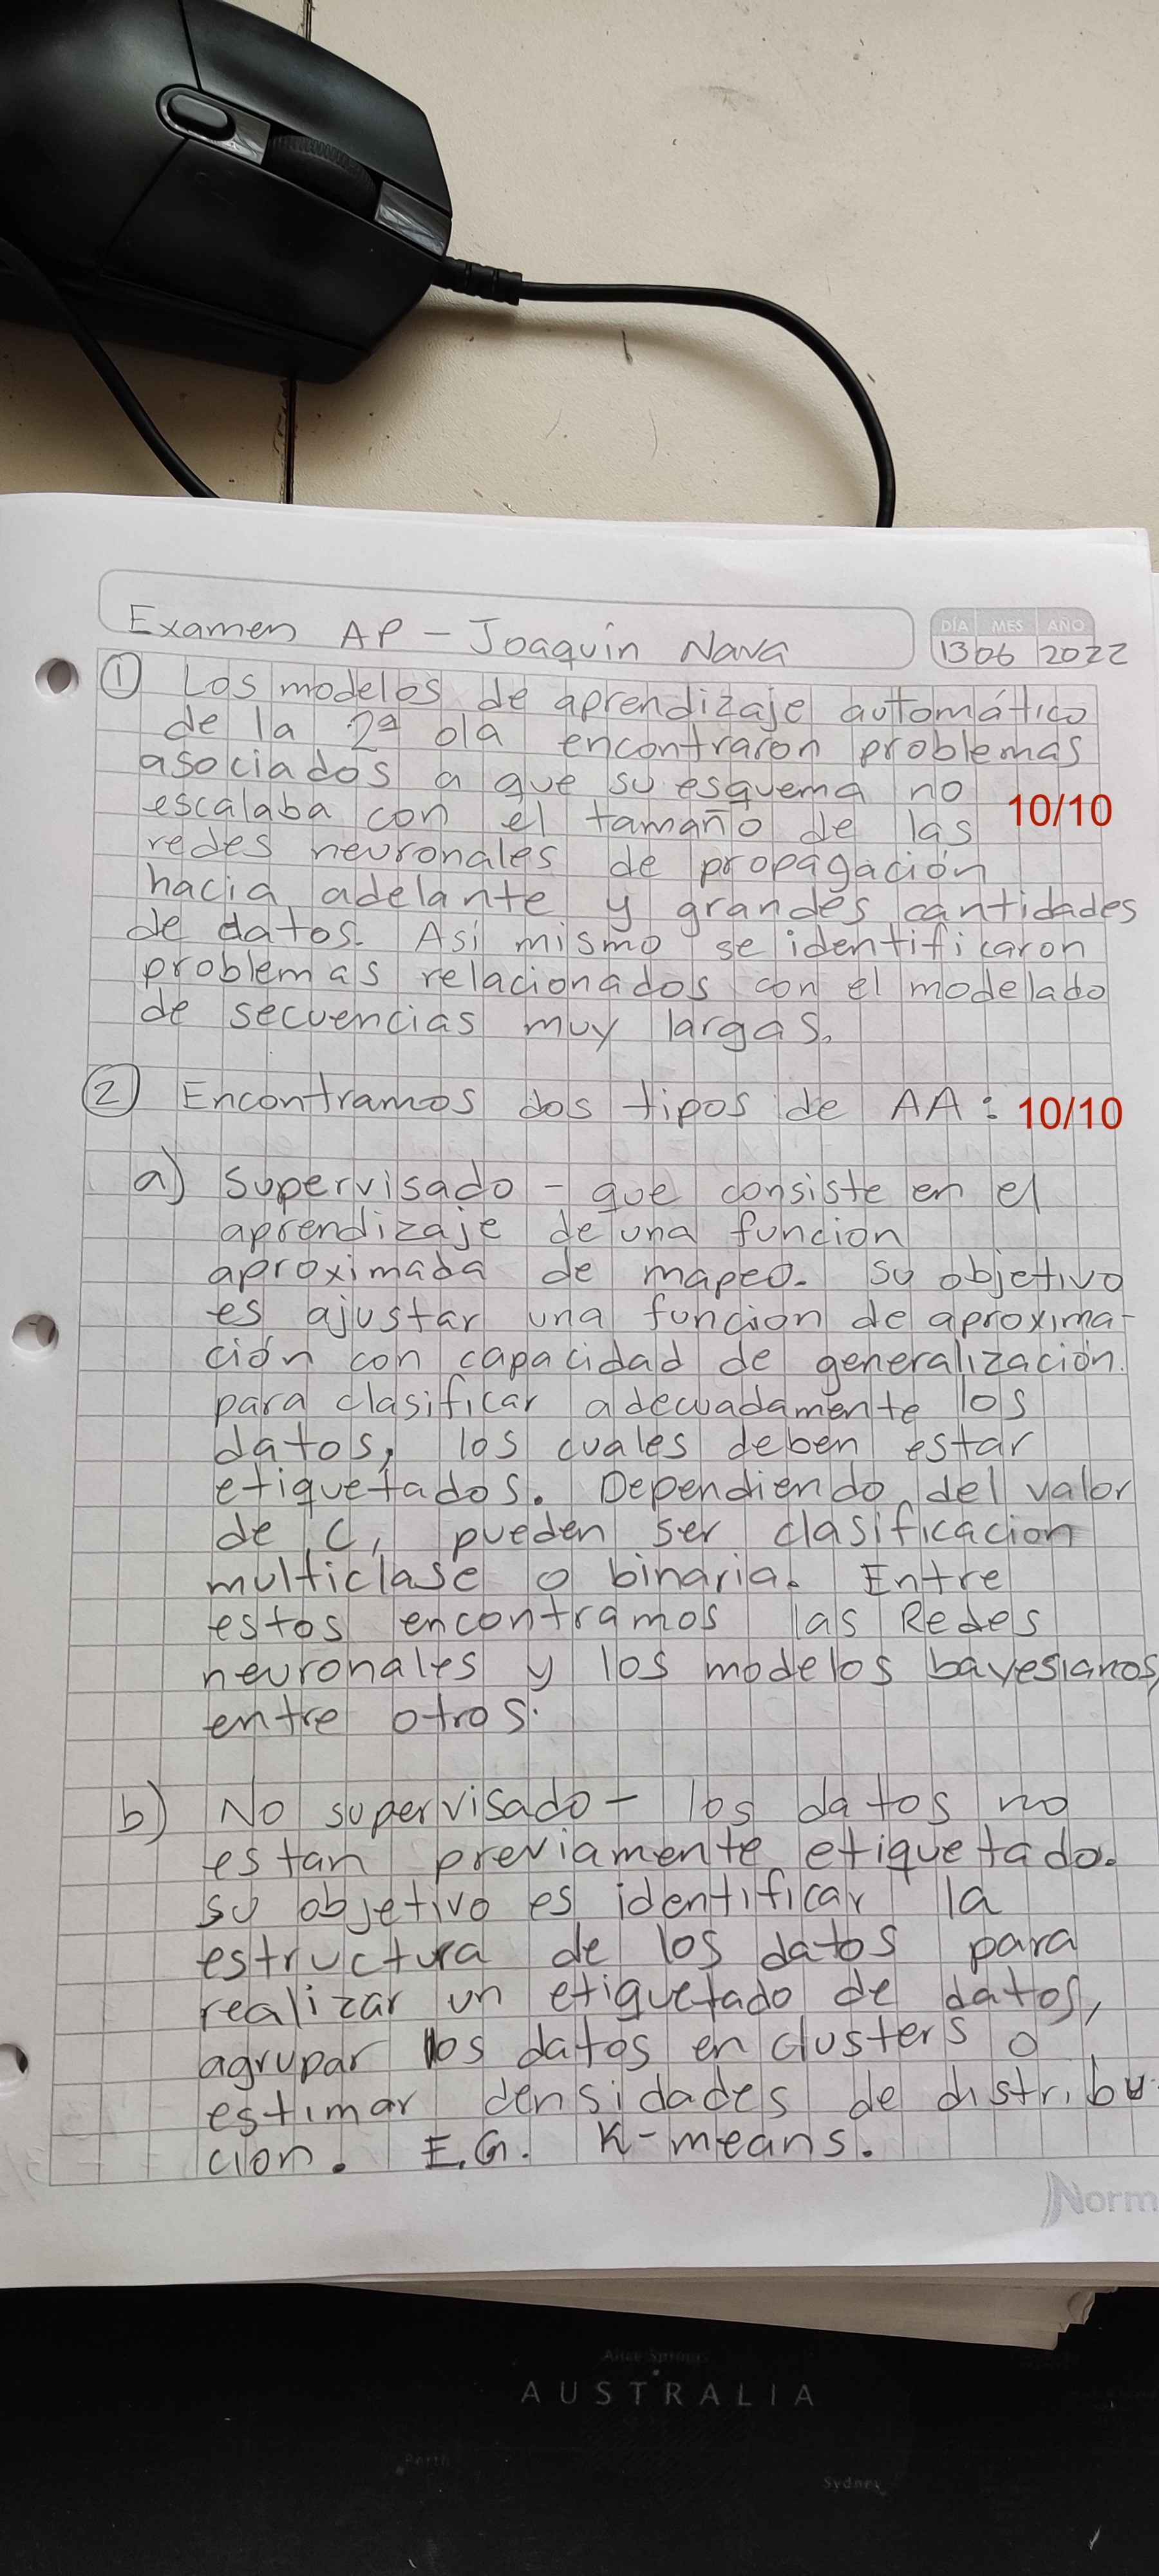 Examen AP - Joaquin Nava
DÍA MES AÑO
13 06 2022
① Los modelos de aprendizaje automático
de la 2ª ola encontraron problemas
asociados a que su esquema no
escalaba con el tamaño de las
10/10
redes neuronales de propagación
hacia adelante y grandes cantidades
de datos. Asi mismo se identificaron
problemas relacionados con el modelado
de secuencias muy largas.
② Encontramos dos tipos de AA: 10/10
a) Supervisado - que consiste en el
aprendizaje de una funcion
aproximada de mapeo. Su objetivo
es ajustar una función de aproxima-
ción con capacidad de generalización
para clasificar adecuadamente los
datos, los cuales deben estar
etiquetados. Dependiendo del valor
de C, pueden ser clasificacion
multiclase o binaria. Entre
estos encontramos las Redes
neuronales y los modelos bayesianos,
entre otros.
b) No supervisado - los datos no
estan previamente etiquetado.
su objetivo es identificar la
estructura de los datos para
realizar un etiquetado de datos,
agrupar los datos en clusters o
estimar densidades de distribu-
cion. E.G. K-means.
Norm
Alice Springs
AUSTRALIA
Perth
Sydney